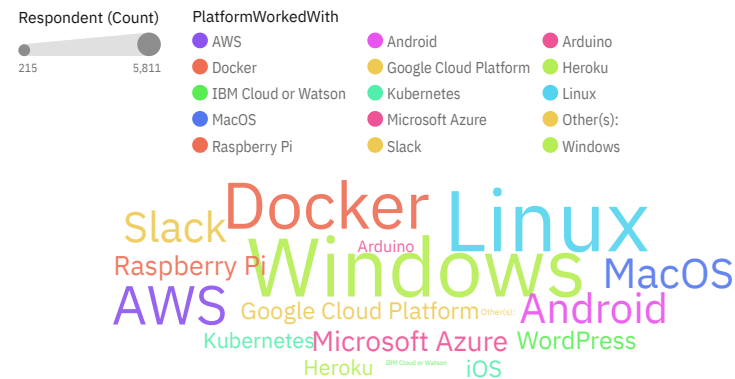 Respondent (Count)
215 5,811
PlatformWorkedWith
AWS Android Arduino
Docker Google Cloud Platform Heroku
IBM Cloud or Watson Kubernetes Linux
MacOS Microsoft Azure Other(s):
Raspberry Pi Slack Windows
Docker Linux
Slack
Arduino
Windows
Raspberry Pi
MacOS
AWS
Google Cloud Platform
Other(s):
Android
Kubernetes
Microsoft Azure
WordPress
Heroku
IBM Cloud or Watson
iOS